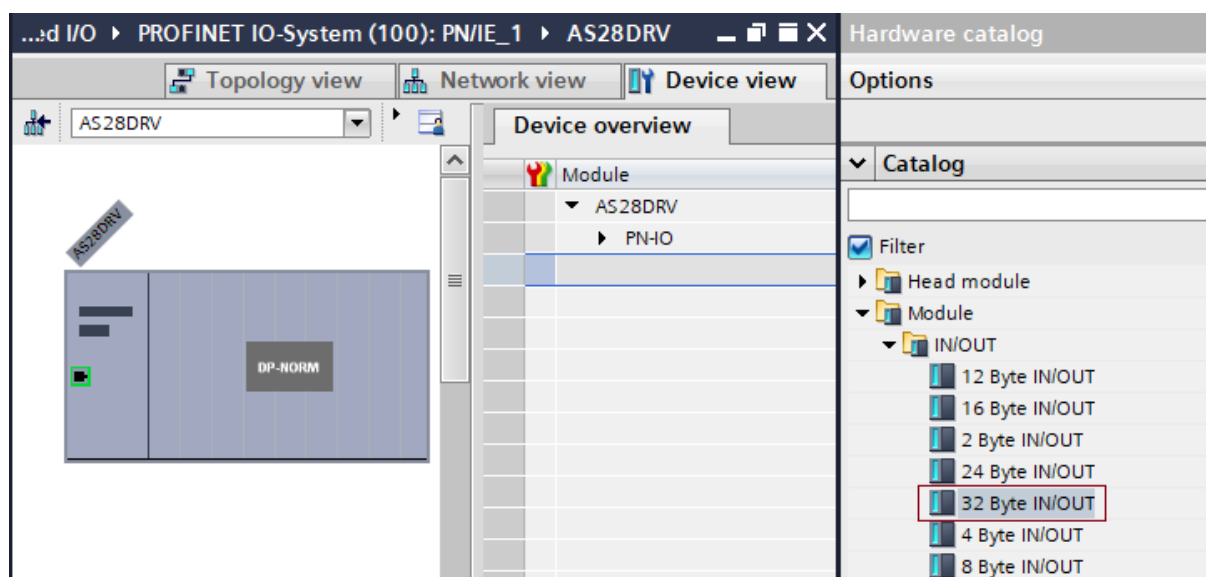 ...d I/O ▸ PROFINET IO-System (100): PN/IE_1 ▸ AS28DRV
Hardware catalog
Topology view
Network view
Device view
Options
AS28DRV
Device overview
Catalog
Module
AS28DRV
PN-IO
AS28DRV
DP-NORM
Filter
Head module
Module
IN/OUT
12 Byte IN/OUT
16 Byte IN/OUT
2 Byte IN/OUT
24 Byte IN/OUT
32 Byte IN/OUT
4 Byte IN/OUT
8 Byte IN/OUT